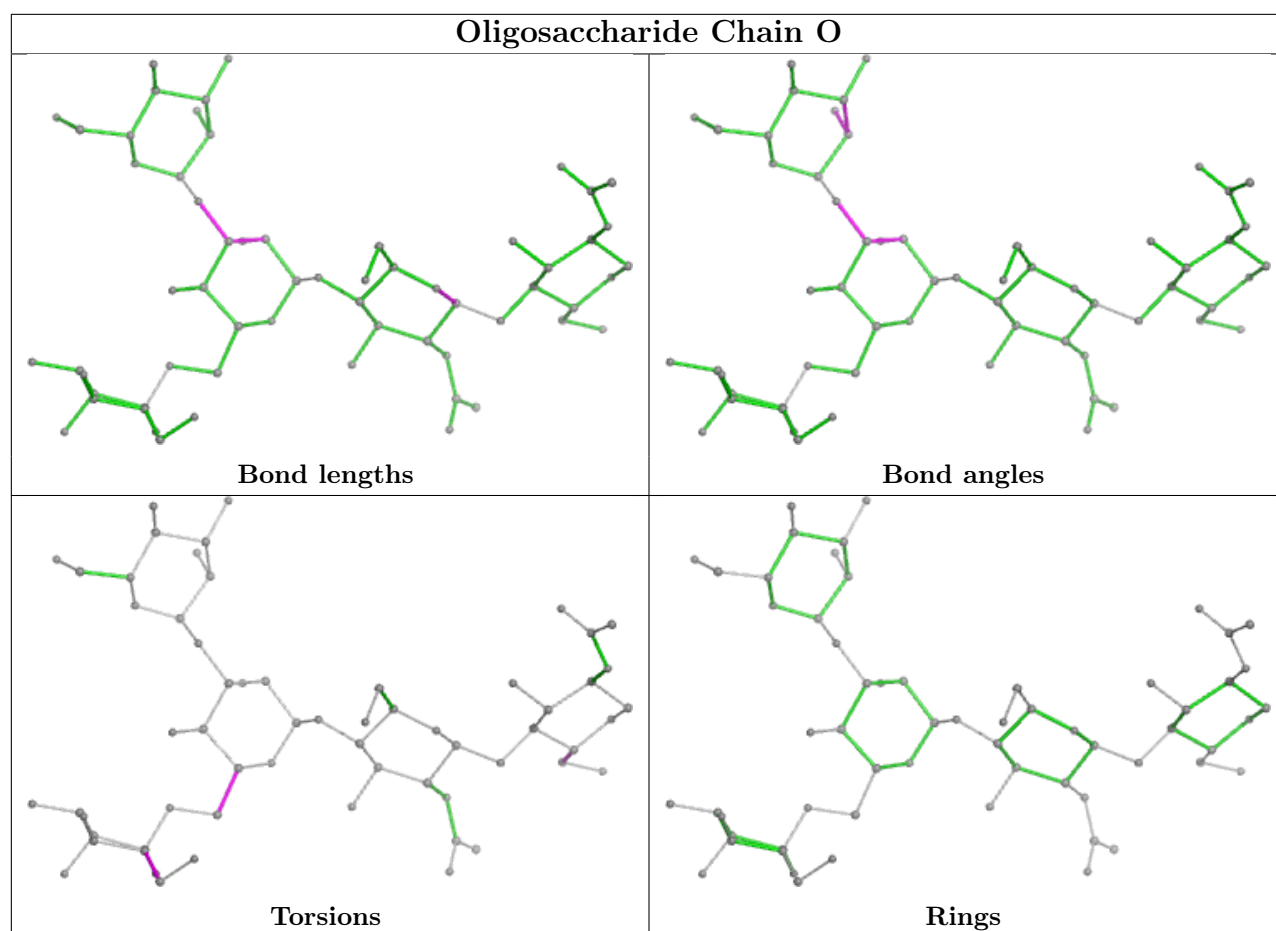 Oligosaccharide Chain O
Bond lengths
Bond angles
Torsions
Rings